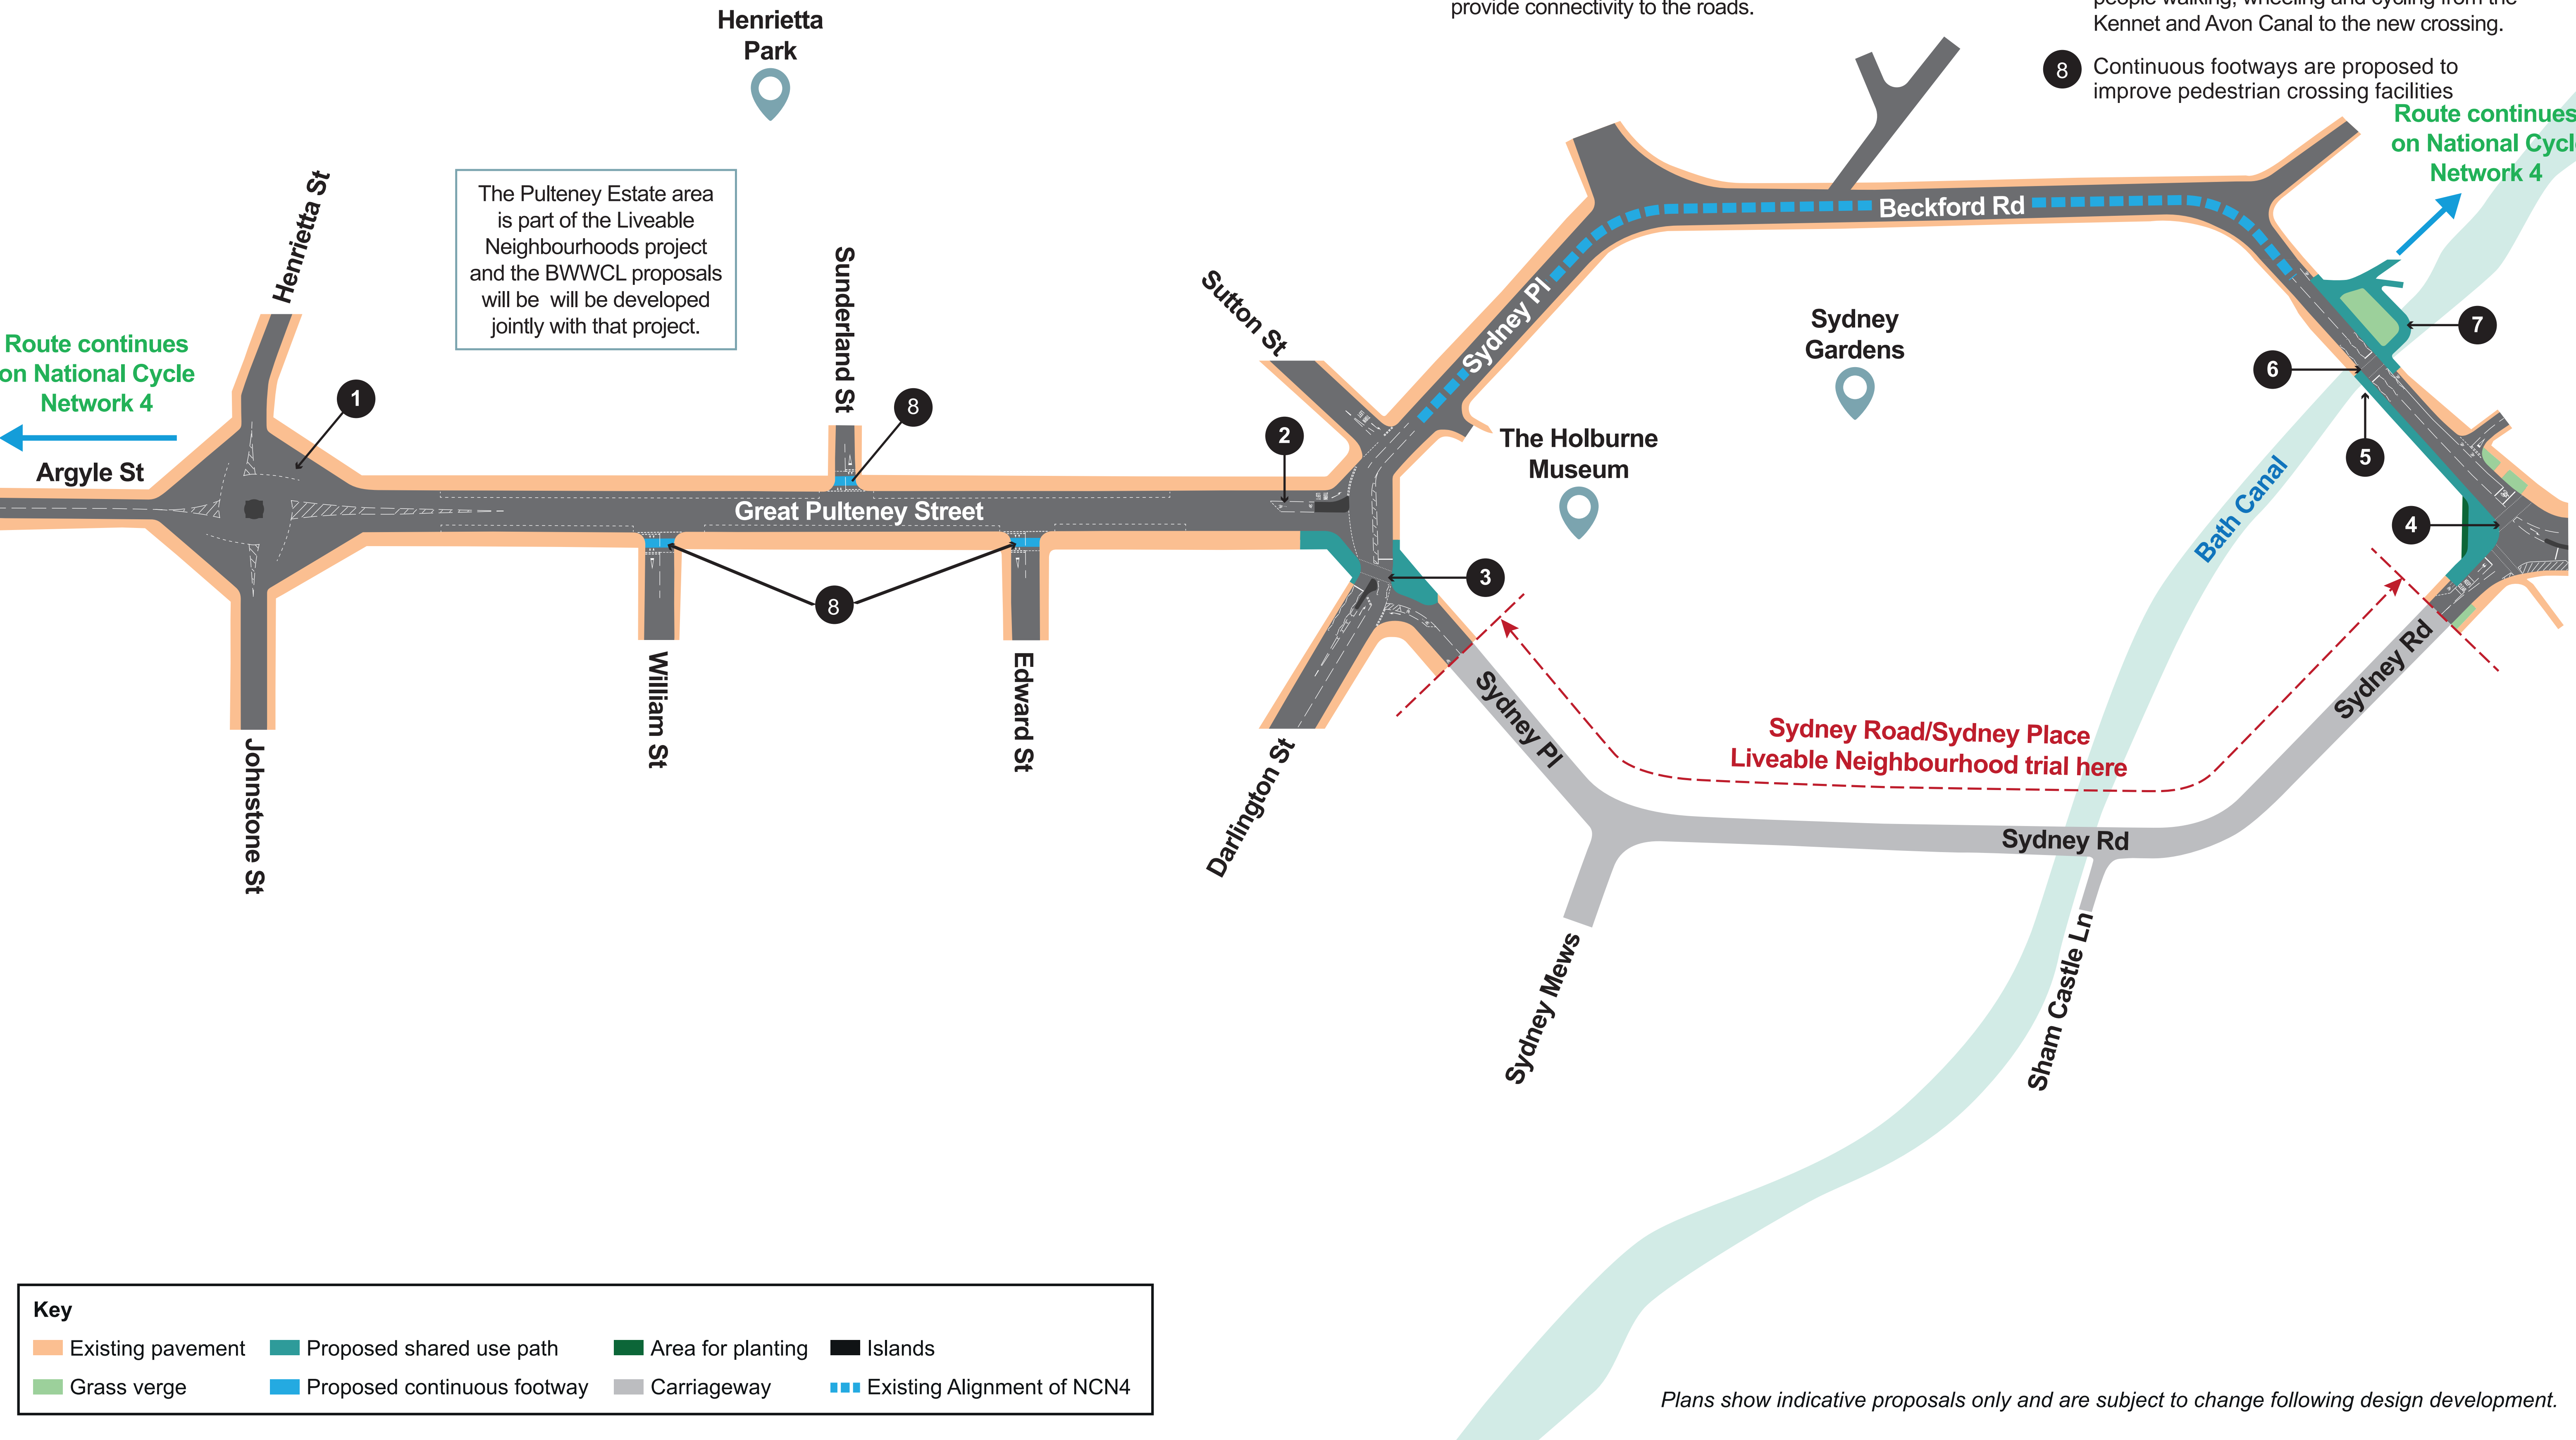 provide connectivity to the roads.
people walking, wheeling and cycling from the
Kennet and Avon Canal to the new crossing.
8 Continuous footways are proposed to
improve pedestrian crossing facilities
Henrietta
Park
Route continues
on National Cycl
Network 4
The Pulteney Estate area
is part of the Liveable
Neighbourhoods project
and the BWWCL proposals
will be will be developed
jointly with that project.
Henrietta St
Sunderland St
Sutton St
Sydney Pl
Beckford Rd
Sydney
Gardens
7
6
5
4
Route continues
on National Cycle
Network 4
1
8
2
Argyle St
Great Pulteney Street
The Holburne
Museum
Bath Canal
3
8
Johnstone St
William St
Edward St
Darlington St
Sydney Pl
Sydney Rd
Sydney Road/Sydney Place
Liveable Neighbourhood trial here
Sydney Rd
Sydney Mews
Sham Castle Ln
Key
Existing pavement
Proposed shared use path
Area for planting
Islands
Grass verge
Proposed continuous footway
Carriageway
Existing Alignment of NCN4
Plans show indicative proposals only and are subject to change following design development.